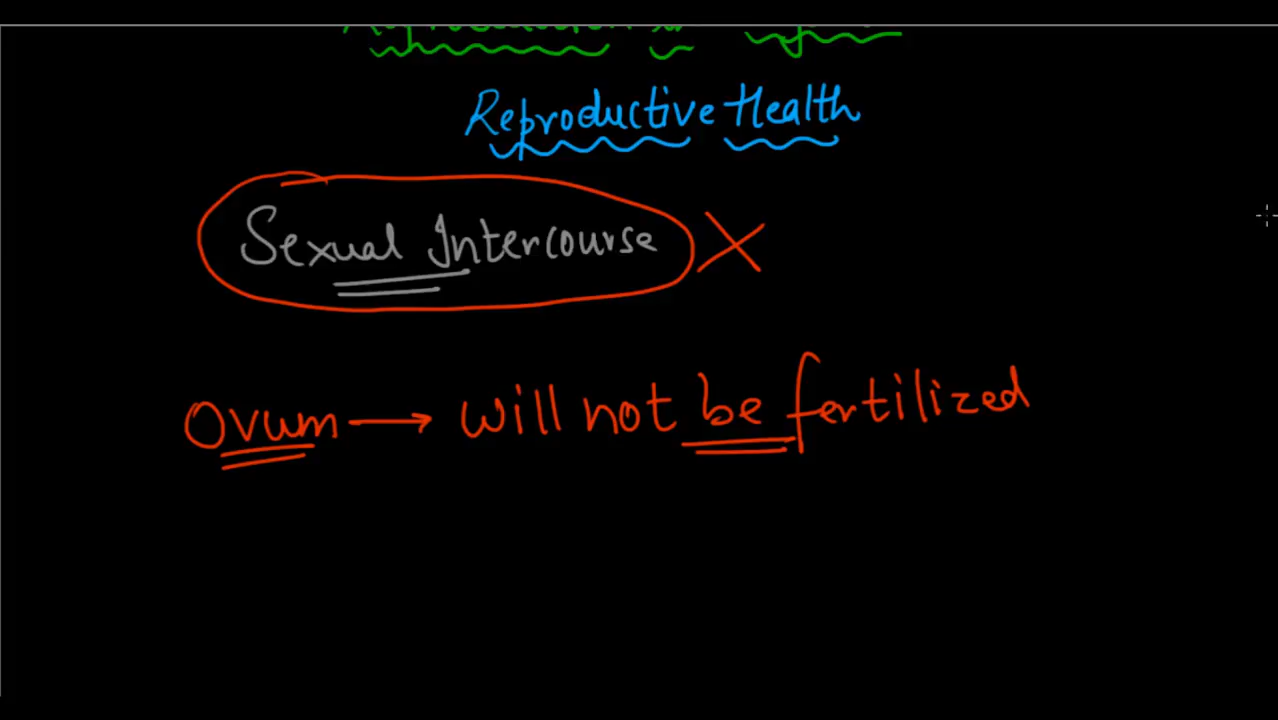 Reproductive Health
Sexual Intercourse X
Ovum → will not be fertilized